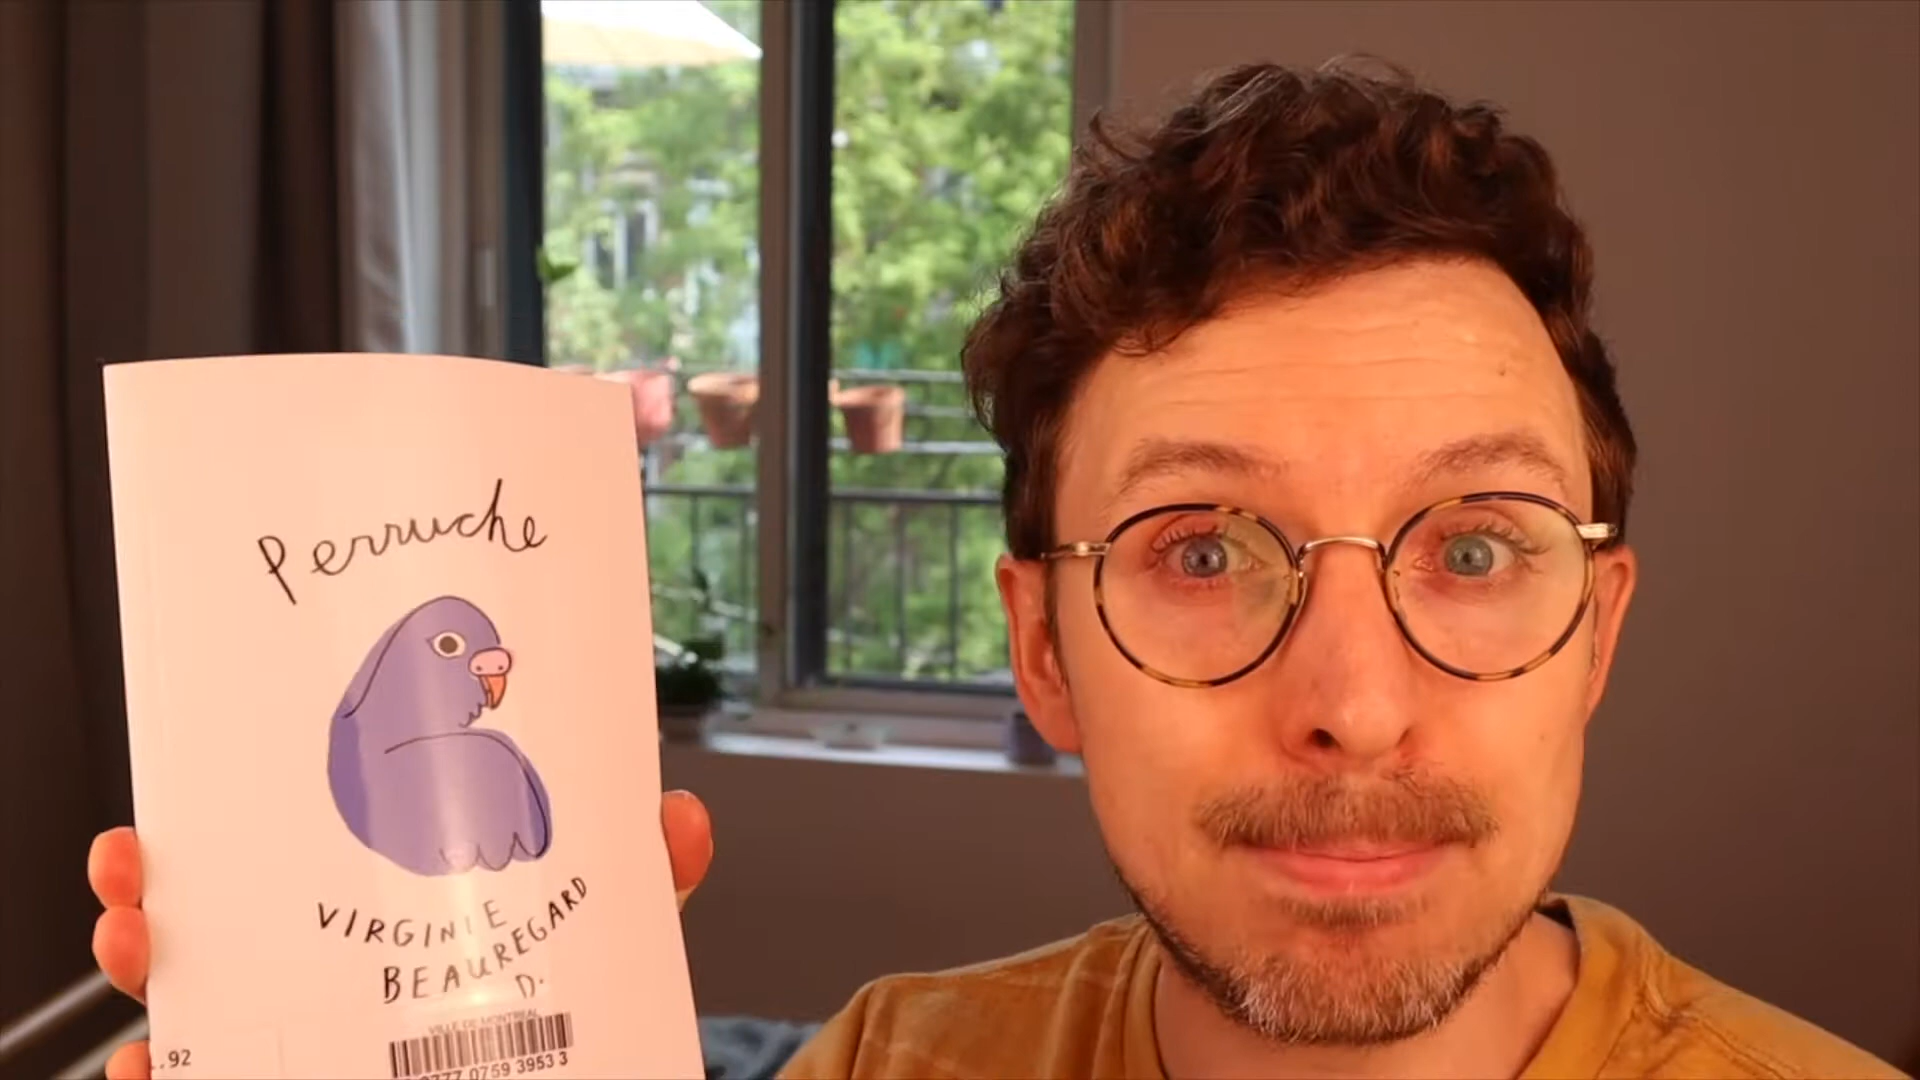 Perruche
VIRGINIE
BEAUREGARD
D.
VILLE DE MONTRÉAL
.92
0759 3953 3